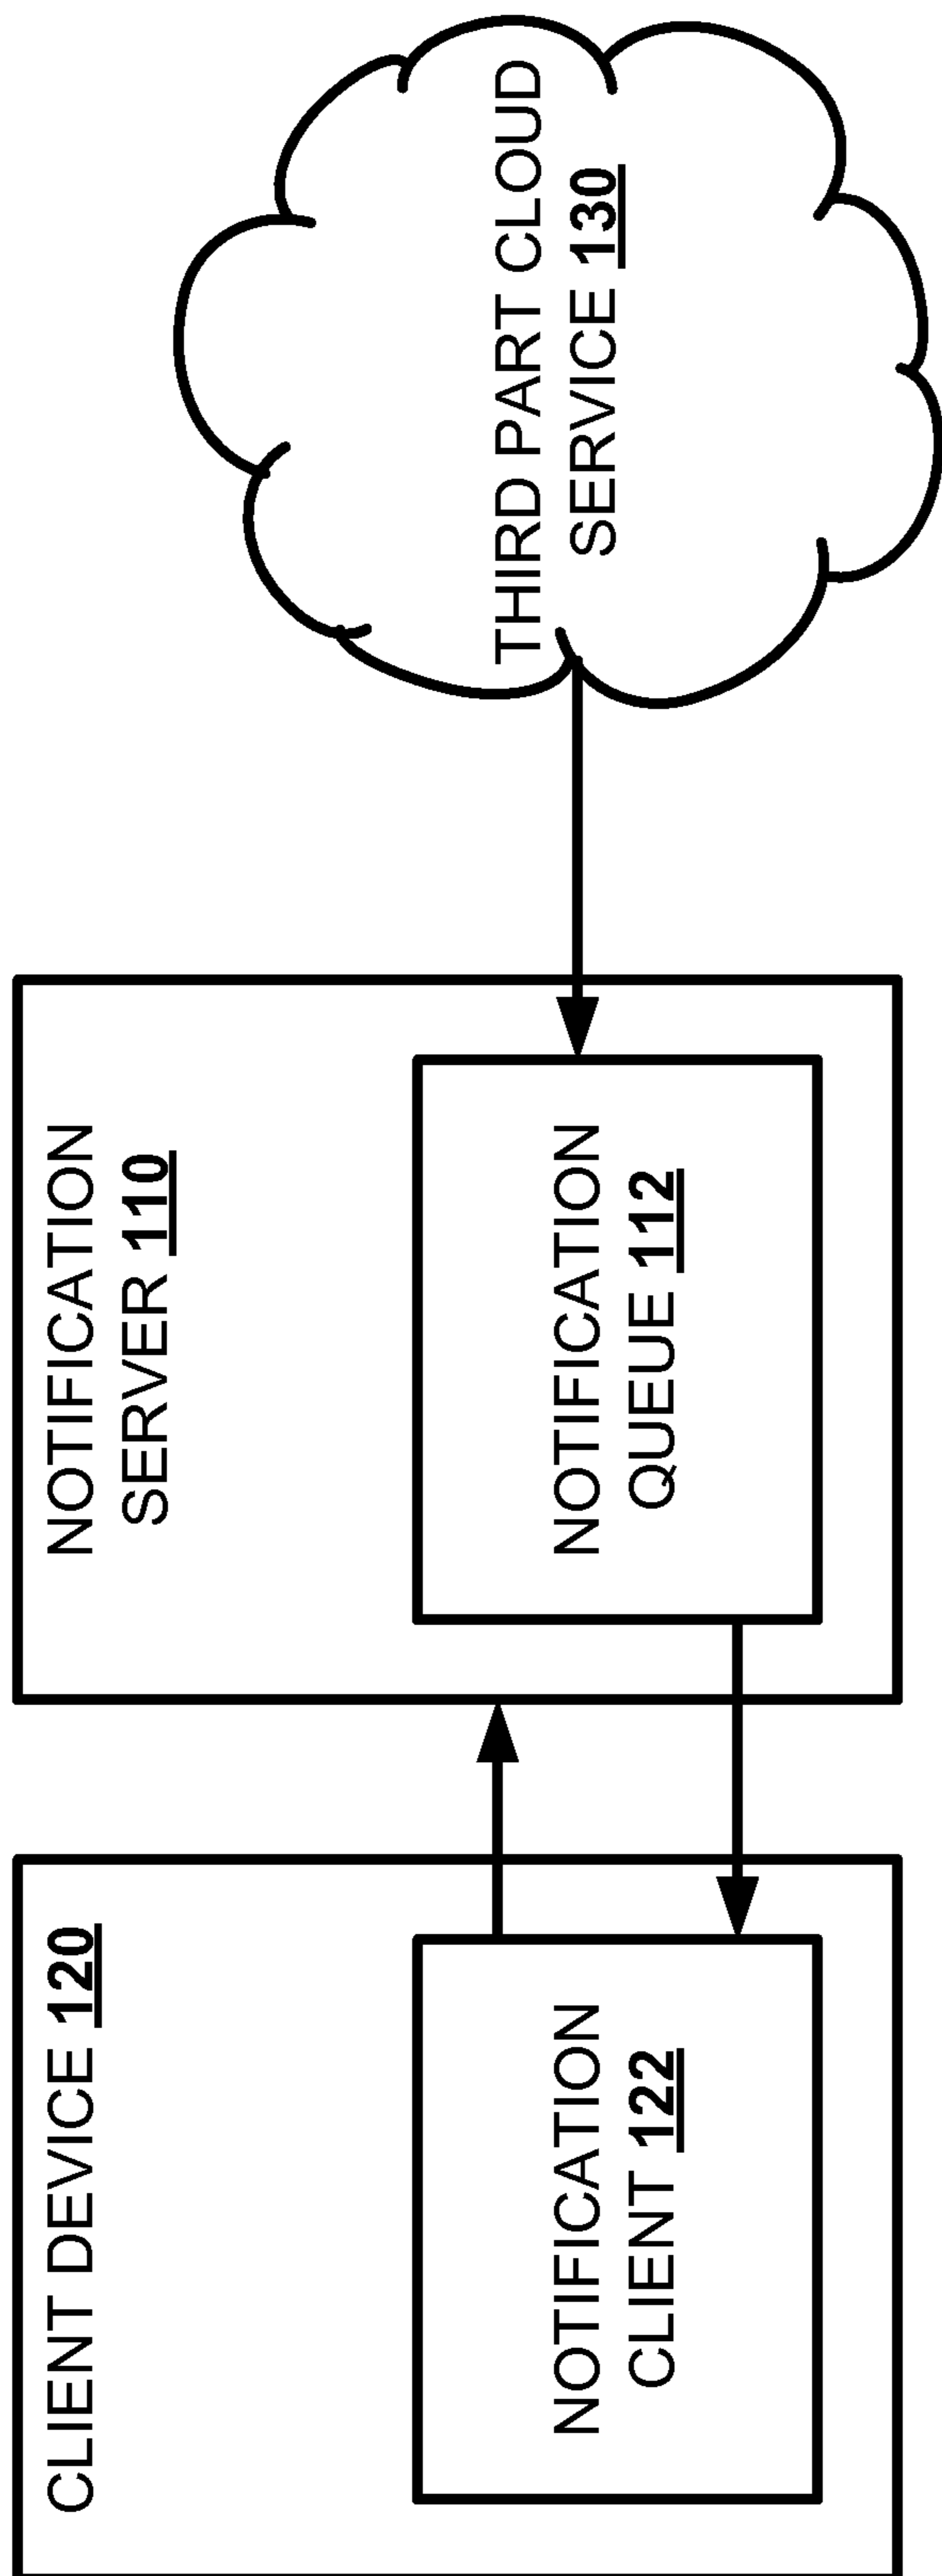 CLIENT DEVICE 120
NOTIFICATION
CLIENT 122
NOTIFICATION
SERVER 110
NOTIFICATION
QUEUE 112
THIRD PART CLOUD
SERVICE 130